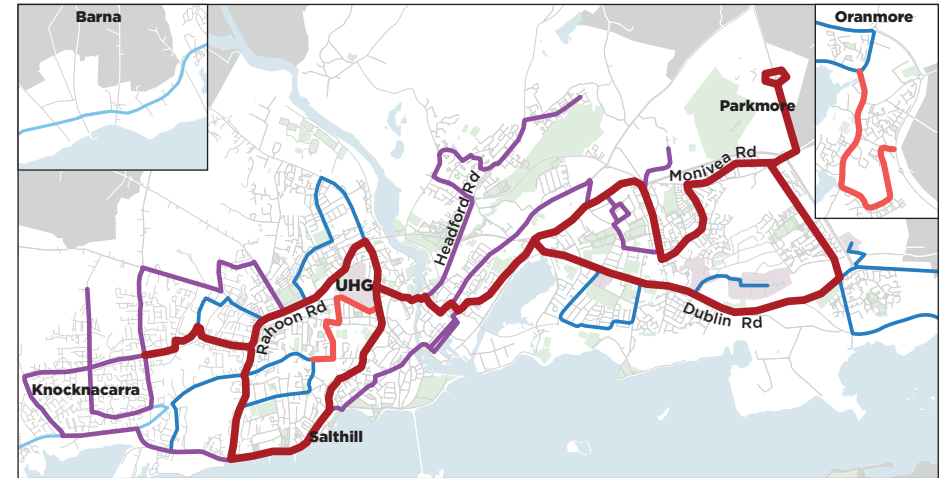 Barna
Oranmore
Parkmore
Monivea Rd
Headford Rd
UHG
Rahoon Rd
Dublin Rd
Knocknacarra
Salthill